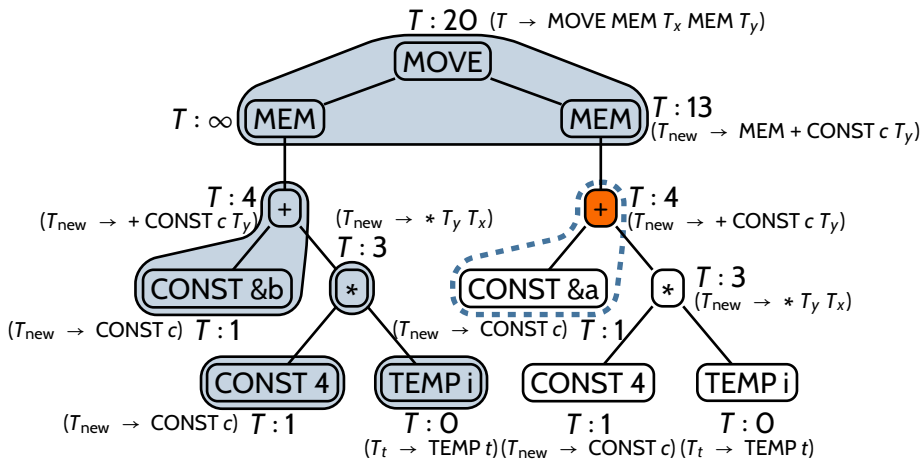 T : 20 (T → MOVE MEM Tx MEM Ty)
MOVE
T : ∞ MEM
MEM T : 13
(Tnew → MEM + CONST c Ty)
T : 4 +
(Tnew → + CONST c Ty)
(Tnew → * Ty Tx)
T : 3
+ T : 4
(Tnew → + CONST c Ty)
CONST &b
*
CONST &a
* T : 3
(Tnew → * Ty Tx)
(Tnew → CONST c) T : 1
(Tnew → CONST c) T : 1
CONST 4
TEMP i
CONST 4
TEMP i
(Tnew → CONST c) T : 1
T : 0
T : 1
T : 0
(Tt → TEMP t) (Tnew → CONST c) (Tt → TEMP t)